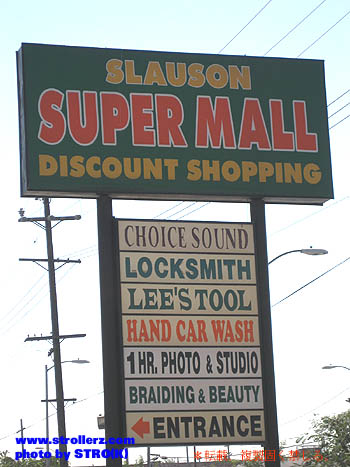 SLAUSON
SUPER MALL
DISCOUNT SHOPPING
CHOICE SOUND
LOCKSMITH
LEE'S TOOL
HAND CAR WASH
1 HR. PHOTO & STUDIO
BRAIDING & BEAUTY
ENTRANCE
www.strollerz.com
photo by STRO(K)